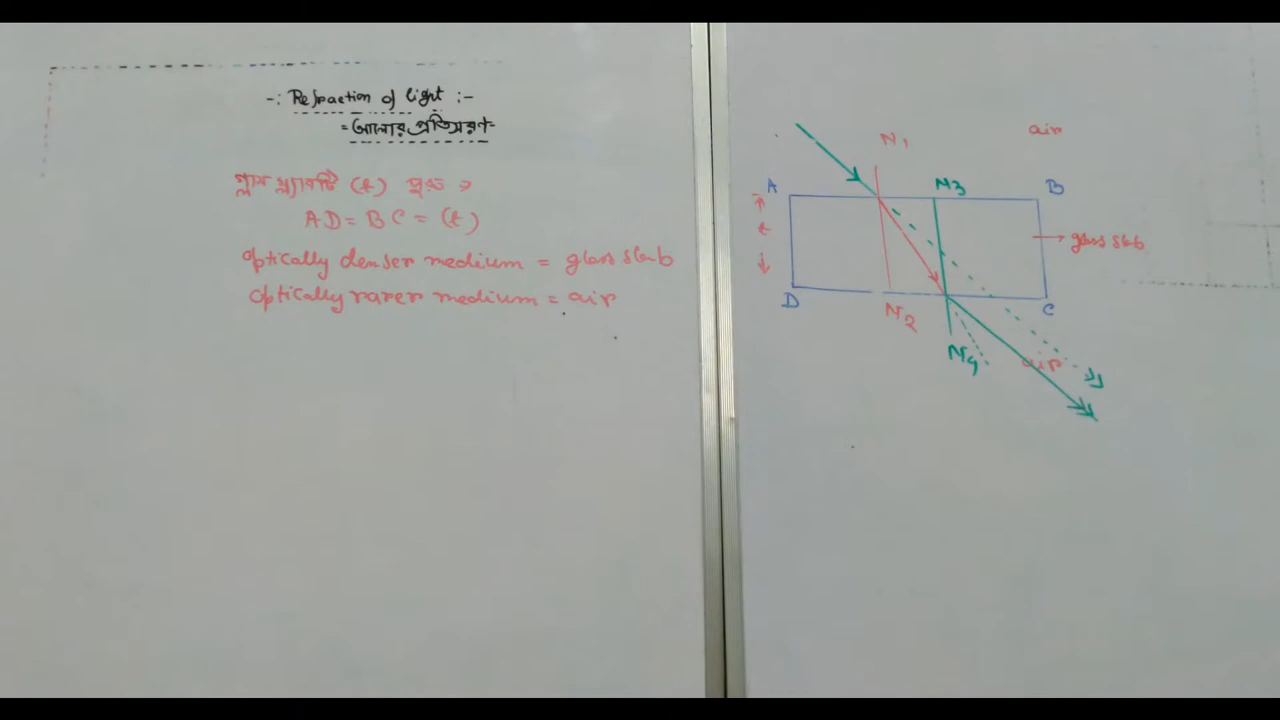 -: Refraction of light :-
= আলোর প্রতিসরণ
গ্লাস স্ল্যাবটি (t) পুরু >
AD = BC = (t)
optically denser medium = glass slab
optically rarer medium = air
N1
air
A
N3
B
t
glass slab
D
N2
C
N4
air